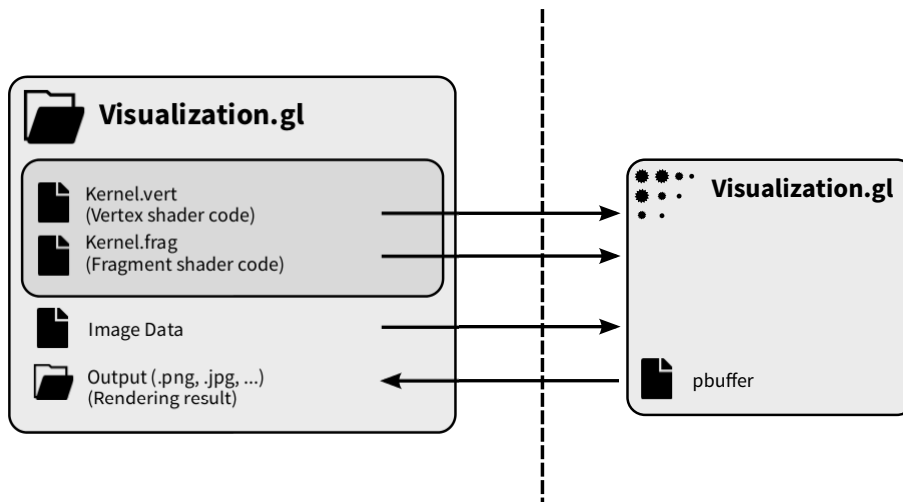 Visualization.gl
Kernel.vert
(Vertex shader code)
Kernel.frag
(Fragment shader code)
Image Data
Output (.png, .jpg, ...)
(Rendering result)
Visualization.gl
pbuffer